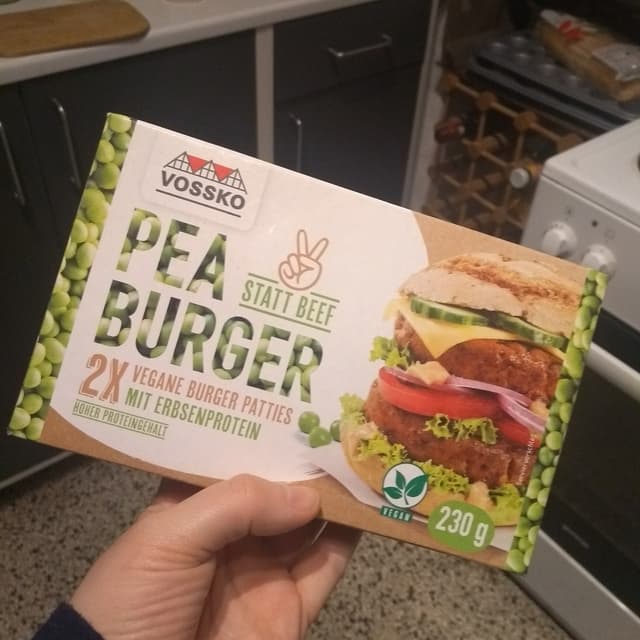 VOSSKO
PEA
BURGER
STATT BEEF
2X VEGANE BURGER PATTIES
MIT ERBSENPROTEIN
HOHER PROTEINGEHALT
VEGAN
230 g